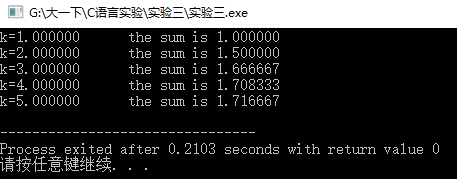 G:\大一下\C语言实验\实验三\实验三.exe
k=1.000000      the sum is 1.000000
k=2.000000      the sum is 1.500000
k=3.000000      the sum is 1.666667
k=4.000000      the sum is 1.708333
k=5.000000      the sum is 1.716667
--------------------------------
Process exited after 0.2103 seconds with return value 0
请按任意键继续. . .